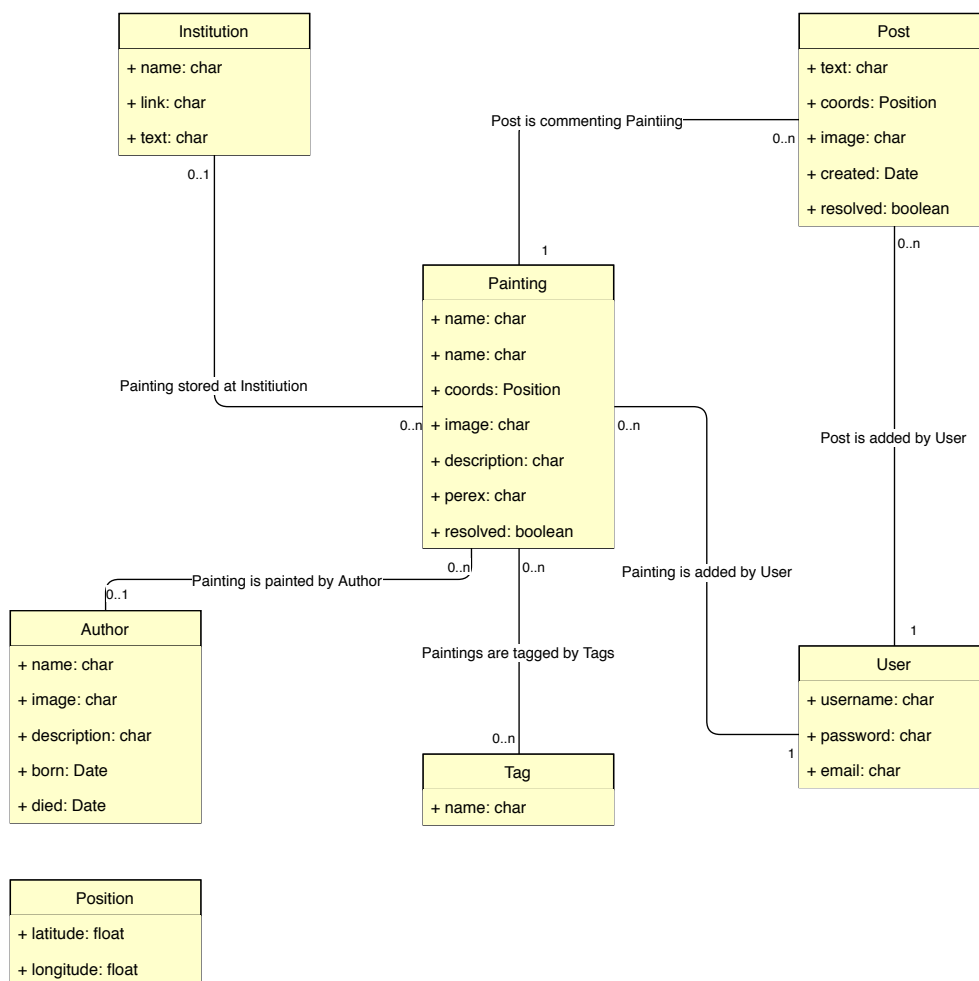 Institution
+ name: char
+ link: char
+ text: char
0..1
Post
+ text: char
+ coords: Position
+ image: char
+ created: Date
+ resolved: boolean
0..n
0..n
Post is commenting Paintiing
1
Painting
+ name: char
+ name: char
+ coords: Position
+ image: char
+ description: char
+ perex: char
+ resolved: boolean
Painting stored at Institiution
0..n
0..n
Post is added by User
0..n
0..n
Painting is painted by Author
0..1
Painting is added by User
Author
+ name: char
+ image: char
+ description: char
+ born: Date
+ died: Date
Paintings are tagged by Tags
0..n
Tag
+ name: char
1
User
+ username: char
+ password: char
+ email: char
1
Position
+ latitude: float
+ longitude: float